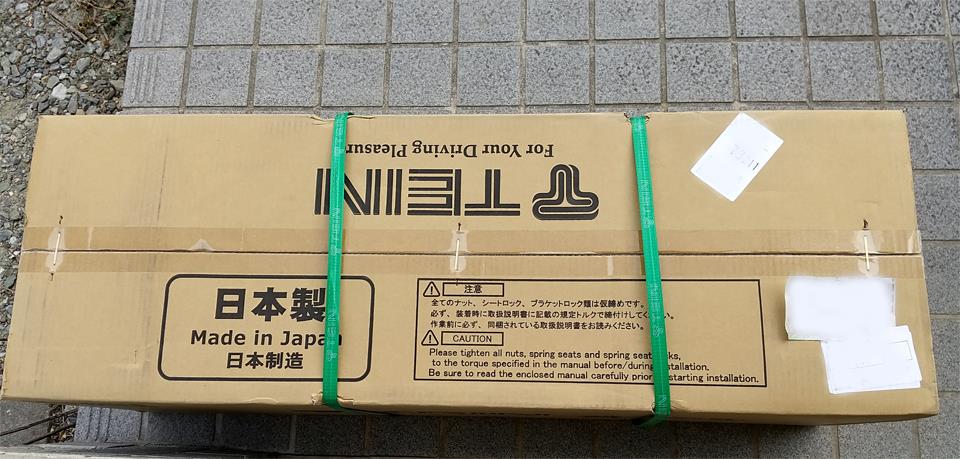 For Your Driving Pleasur
TEIN
日本製
Made in Japan
日本制造
注意
全てのナット、シートロック、ブラケットロック類は仮締めです。
必ず、装着時に取扱説明書に記載の規定トルクで締付けして 。
作業前に必ず、同梱されている取扱説明書をお読みください。
CAUTION
Please tighten all nuts, spring seats and spring seat cks,
to the torque specified in the manual before/during stallation.
Be sure to read the enclosed manual carefully prior starting installation.